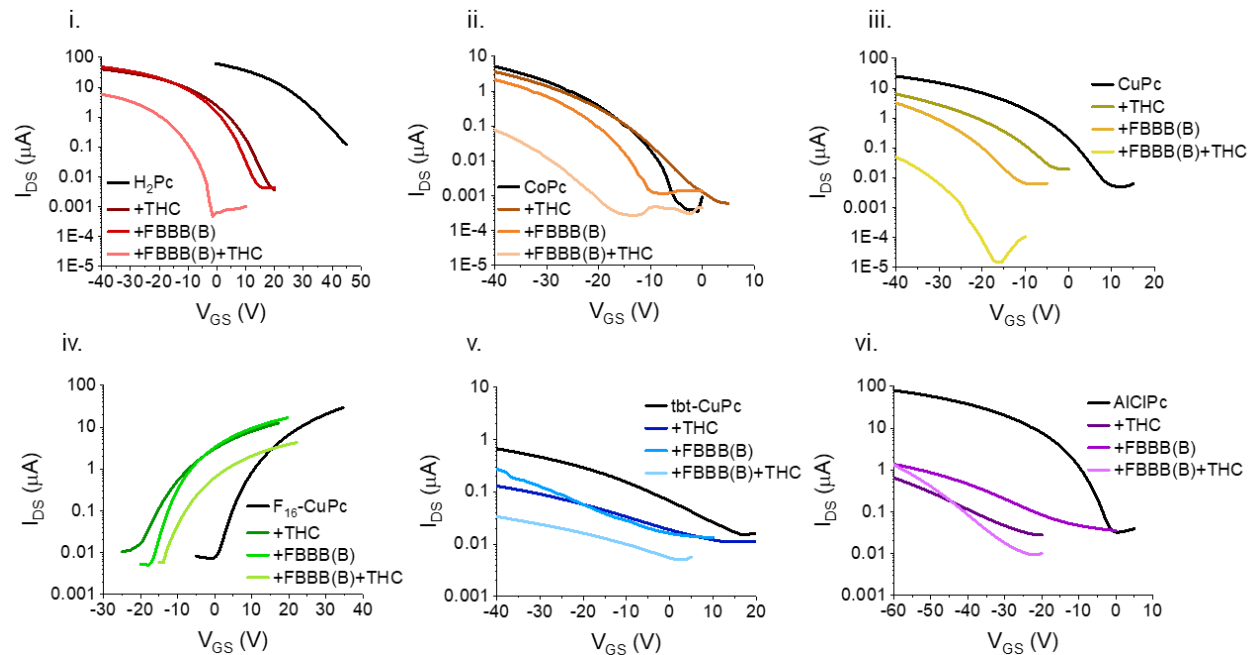 i.
I_DS (μA)
100
10
1
0.1
0.01
0.001
1E-4
1E-5
H₂Pc
+THC
+FBBB(B)
+FBBB(B)+THC
-40 -30 -20 -10 0 10 20 30 40 50
V_GS (V)
ii.
I_DS (μA)
10
1
0.1
0.01
0.001
1E-4
1E-5
CoPc
+THC
+FBBB(B)
+FBBB(B)+THC
-40 -30 -20 -10 0 10
V_GS (V)
iii.
I_DS (μA)
100
10
1
0.1
0.01
0.001
1E-4
1E-5
CuPc
+THC
+FBBB(B)
+FBBB(B)+THC
-40 -30 -20 -10 0 10 20
V_GS (V)
iv.
I_DS (μA)
100
10
1
0.1
0.01
0.001
F₁₆-CuPc
+THC
+FBBB(B)
+FBBB(B)+THC
-30 -20 -10 0 10 20 30 40
V_GS (V)
v.
I_DS (μA)
10
1
0.1
0.01
0.001
tbt-CuPc
+THC
+FBBB(B)
+FBBB(B)+THC
-40 -30 -20 -10 0 10 20
V_GS (V)
vi.
I_DS (μA)
100
10
1
0.1
0.01
0.001
AlClPc
+THC
+FBBB(B)
+FBBB(B)+THC
-60 -50 -40 -30 -20 -10 0 10
V_GS (V)